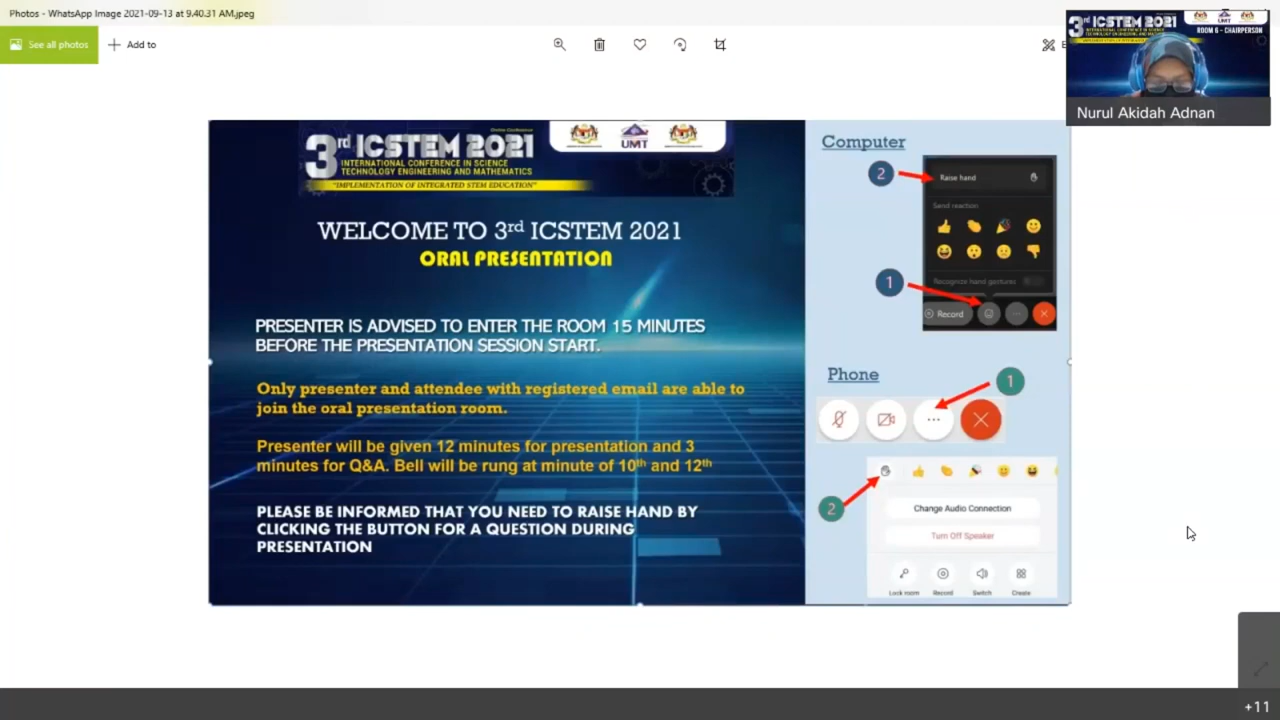 Photos - WhatsApp Image 2021-09-13 at 9.40.31 AM.jpeg
See all photos
Add to
3rd ICSTEM 2021
ROOM 6 - CHAIRPERSON
Nurul Akidah Adnan
Online Conference
3rd ICSTEM 2021
INTERNATIONAL CONFERENCE IN SCIENCE
TECHNOLOGY ENGINEERING AND MATHEMATICS
"IMPLEMENTATION OF INTEGRATED STEM EDUCATION"
UMT
WELCOME TO 3rd ICSTEM 2021
ORAL PRESENTATION
PRESENTER IS ADVISED TO ENTER THE ROOM 15 MINUTES
BEFORE THE PRESENTATION SESSION START.
Only presenter and attendee with registered email are able to
join the oral presentation room.
Presenter will be given 12 minutes for presentation and 3
minutes for Q&A. Bell will be rung at minute of 10th and 12th
PLEASE BE INFORMED THAT YOU NEED TO RAISE HAND BY
CLICKING THE BUTTON FOR A QUESTION DURING
PRESENTATION
Computer
2
Raise hand
Send reaction
1
Recognize hand gestures
Record
Phone
1
2
Change Audio Connection
Turn Off Speaker
Lock room
Record
Switch
Create
+11